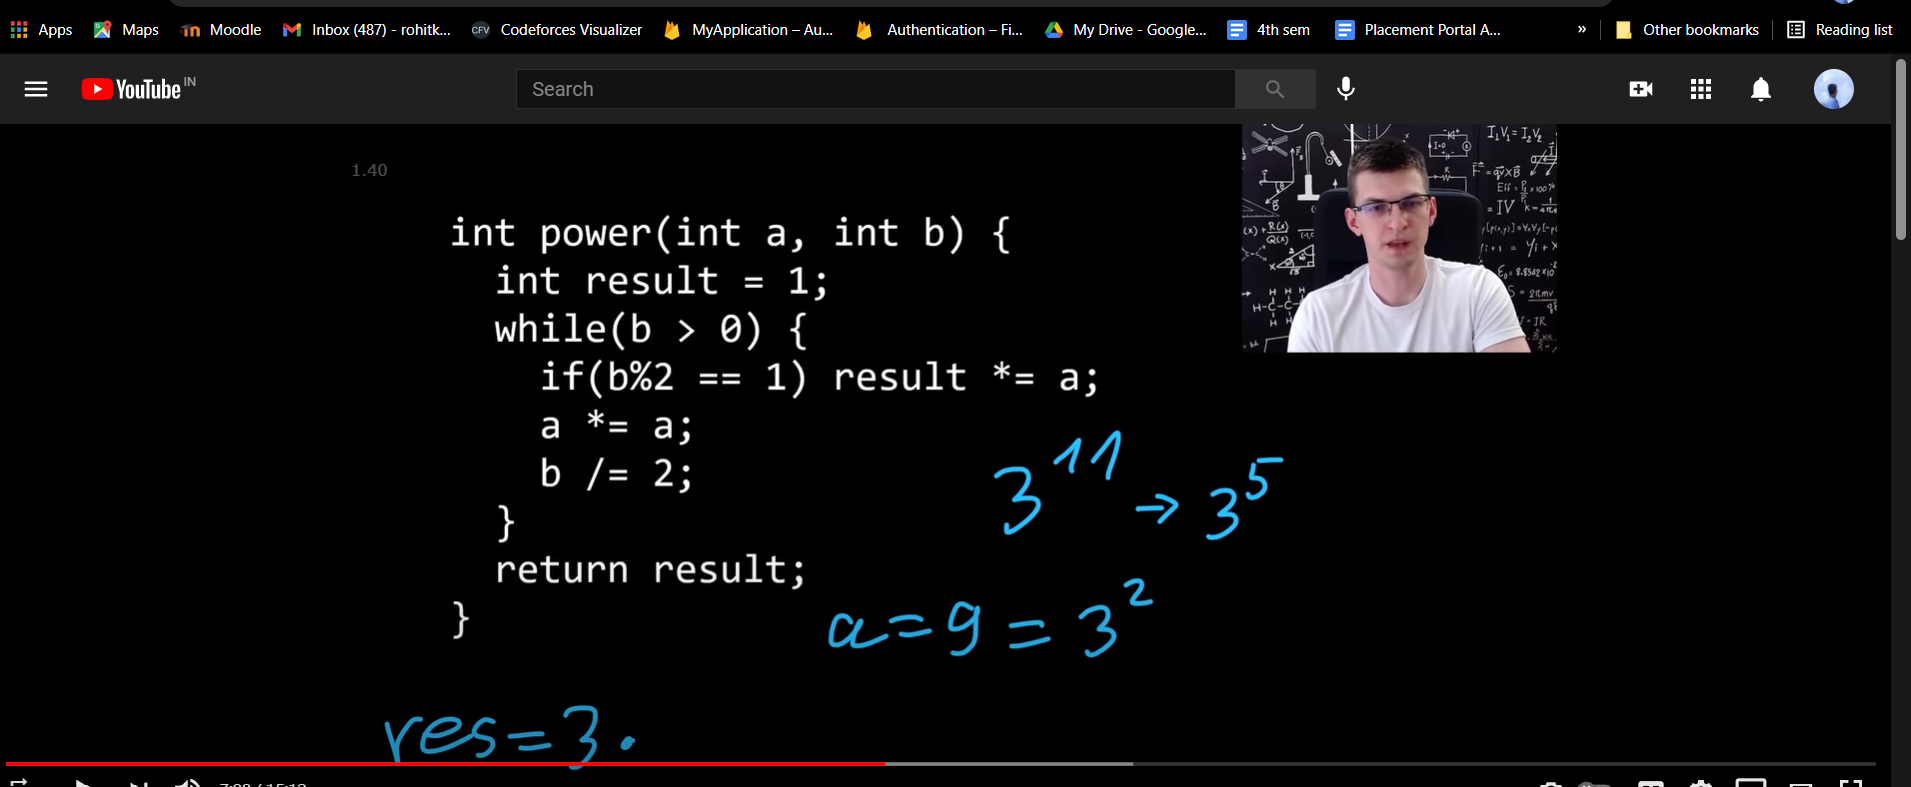 Apps Maps Moodle Inbox (487) - rohitk... CFV Codeforces Visualizer MyApplication – Au... Authentication – Fi... My Drive - Google... 4th sem Placement Portal A... » Other bookmarks Reading list
YouTube IN Search
1.40
int power(int a, int b) {
int result = 1;
while(b > 0) {
if(b%2 == 1) result *= a;
a *= a;
b /= 2;
}
return result;
}
3^11 → 3^5
a = 9 = 3^2
res = 3 .